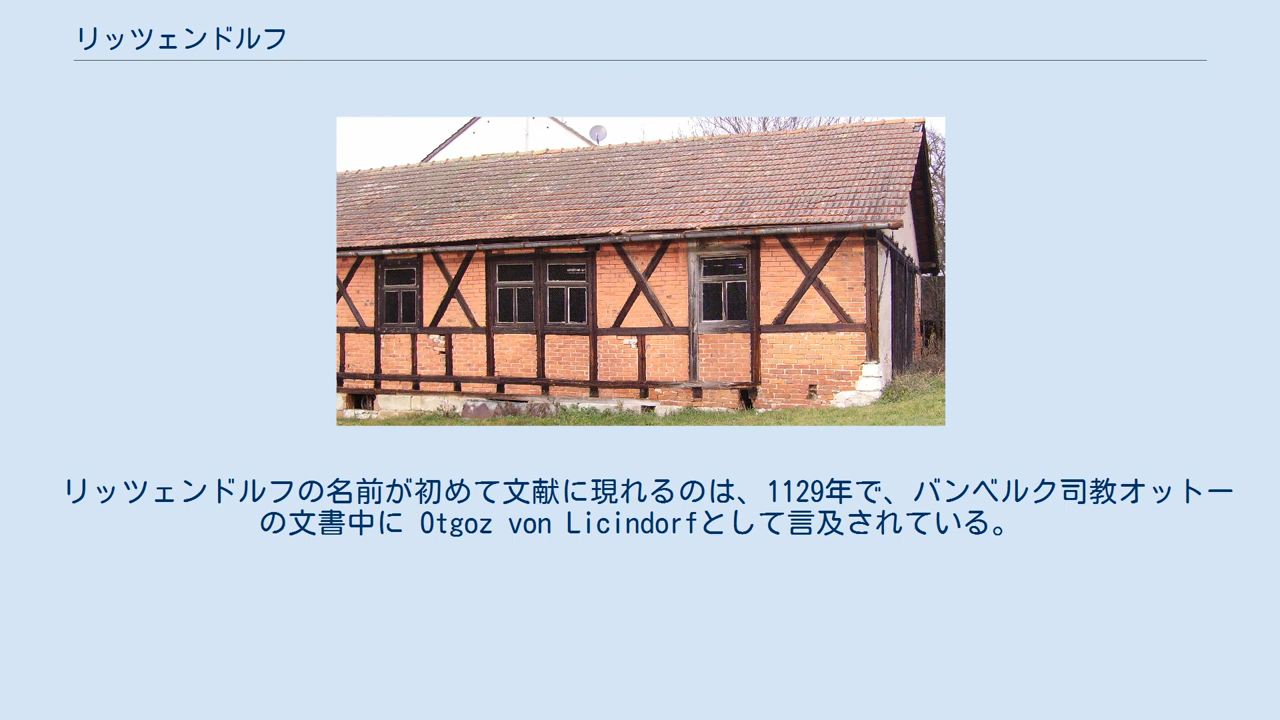 リッツェンドルフ
リッツェンドルフの名前が初めて文献に現れるのは、1129年で、バンベルク司教オットー
の文書中に Otgoz von Licindorfとして言及されている。